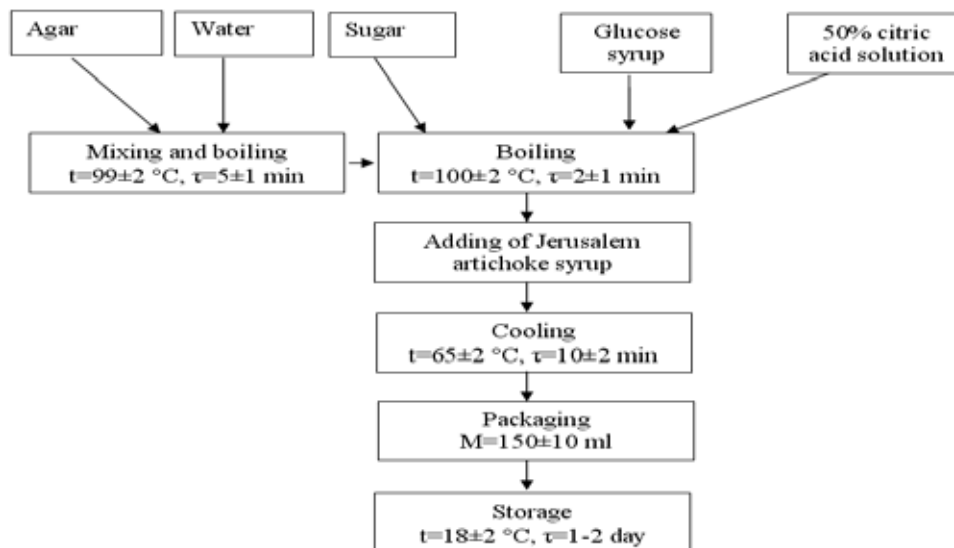 Agar
Water
Sugar
Glucose
syrup
50% citric
acid solution
Mixing and boiling
t=99±2 °C, τ=5±1 min
Boiling
t=100±2 °C, τ=2±1 min
Adding of Jerusalem
artichoke syrup
Cooling
t=65±2 °C, τ=10±2 min
Packaging
M=150±10 ml
Storage
t=18±2 °C, τ=1-2 day